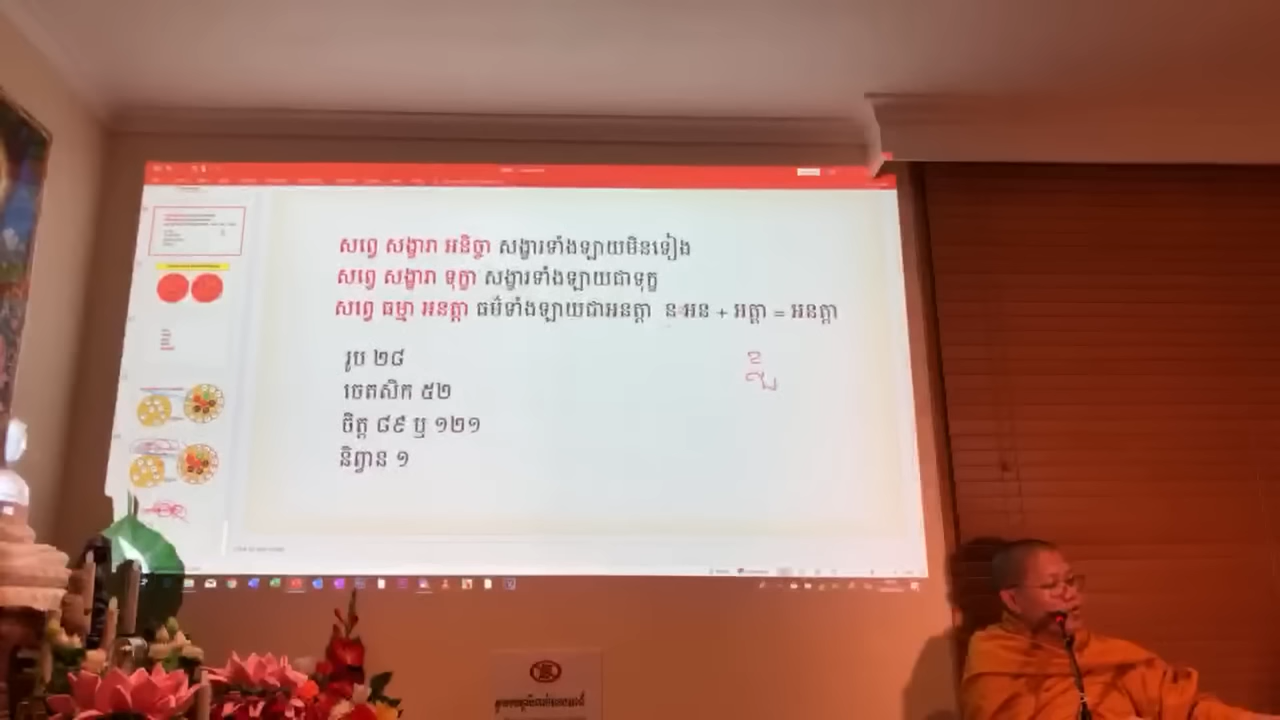 សព្វេ សង្ខារា អនិច្ចា សង្ខារទាំងឡាយមិនទៀង
សព្វេ សង្ខារា ទុក្ខា សង្ខារទាំងឡាយជាទុក្ខ
សព្វេ ធម្មា អនត្តា ធម៌ទាំងឡាយជាអនត្តា ន=អន + អត្តា = អនត្តា
រូប ២៨
ចេតសិក ៥២
ចិត្ត ៨៩ ឬ ១២១
និព្វាន ១